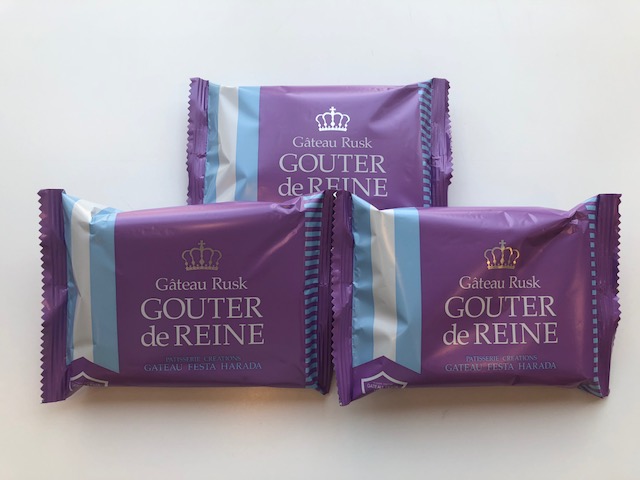 Gâteau Rusk
GOUTER
de REINE
Gâteau Rusk
GOUTER
de REINE
PATISSERIE CREATIONS
GATEAU FESTA HARADA
Gâteau Rusk
GOUTER
de REINE
PATISSERIE CREATIONS
GATEAU FESTA HARADA